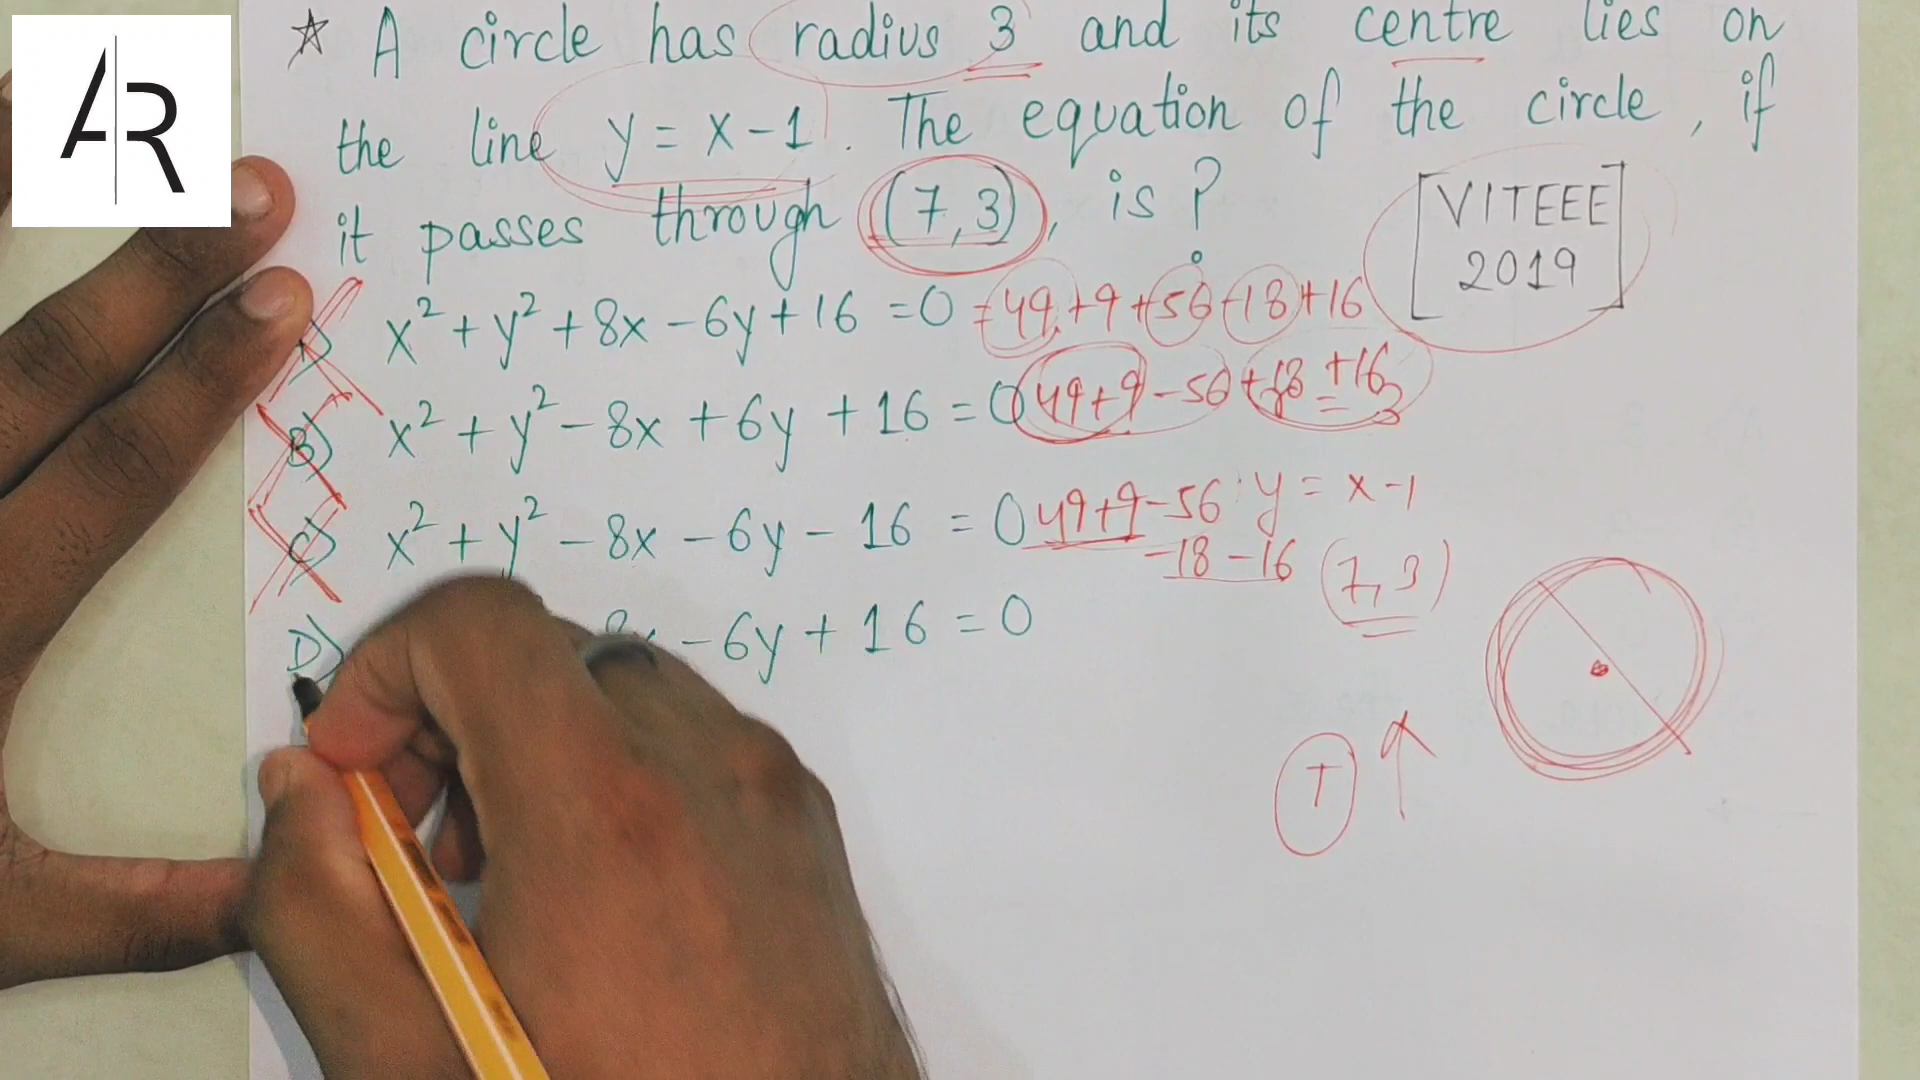 AR
☆ A circle has radius 3 and its centre lies on
the line y = x - 1. The equation of the circle, if
it passes through (7,3), is ?
[VITEEE
2019]
A) x² + y² + 8x - 6y + 16 = 0 = 49 + 9 + 56 - 18 + 16
B) x² + y² - 8x + 6y + 16 = 0 49 + 9 - 56 + 18 + 16
C) x² + y² - 8x - 6y - 16 = 0 49 + 9 - 56
- 18 - 16
y = x - 1
(7, 3)
D) 8x - 6y + 16 = 0
T ↑